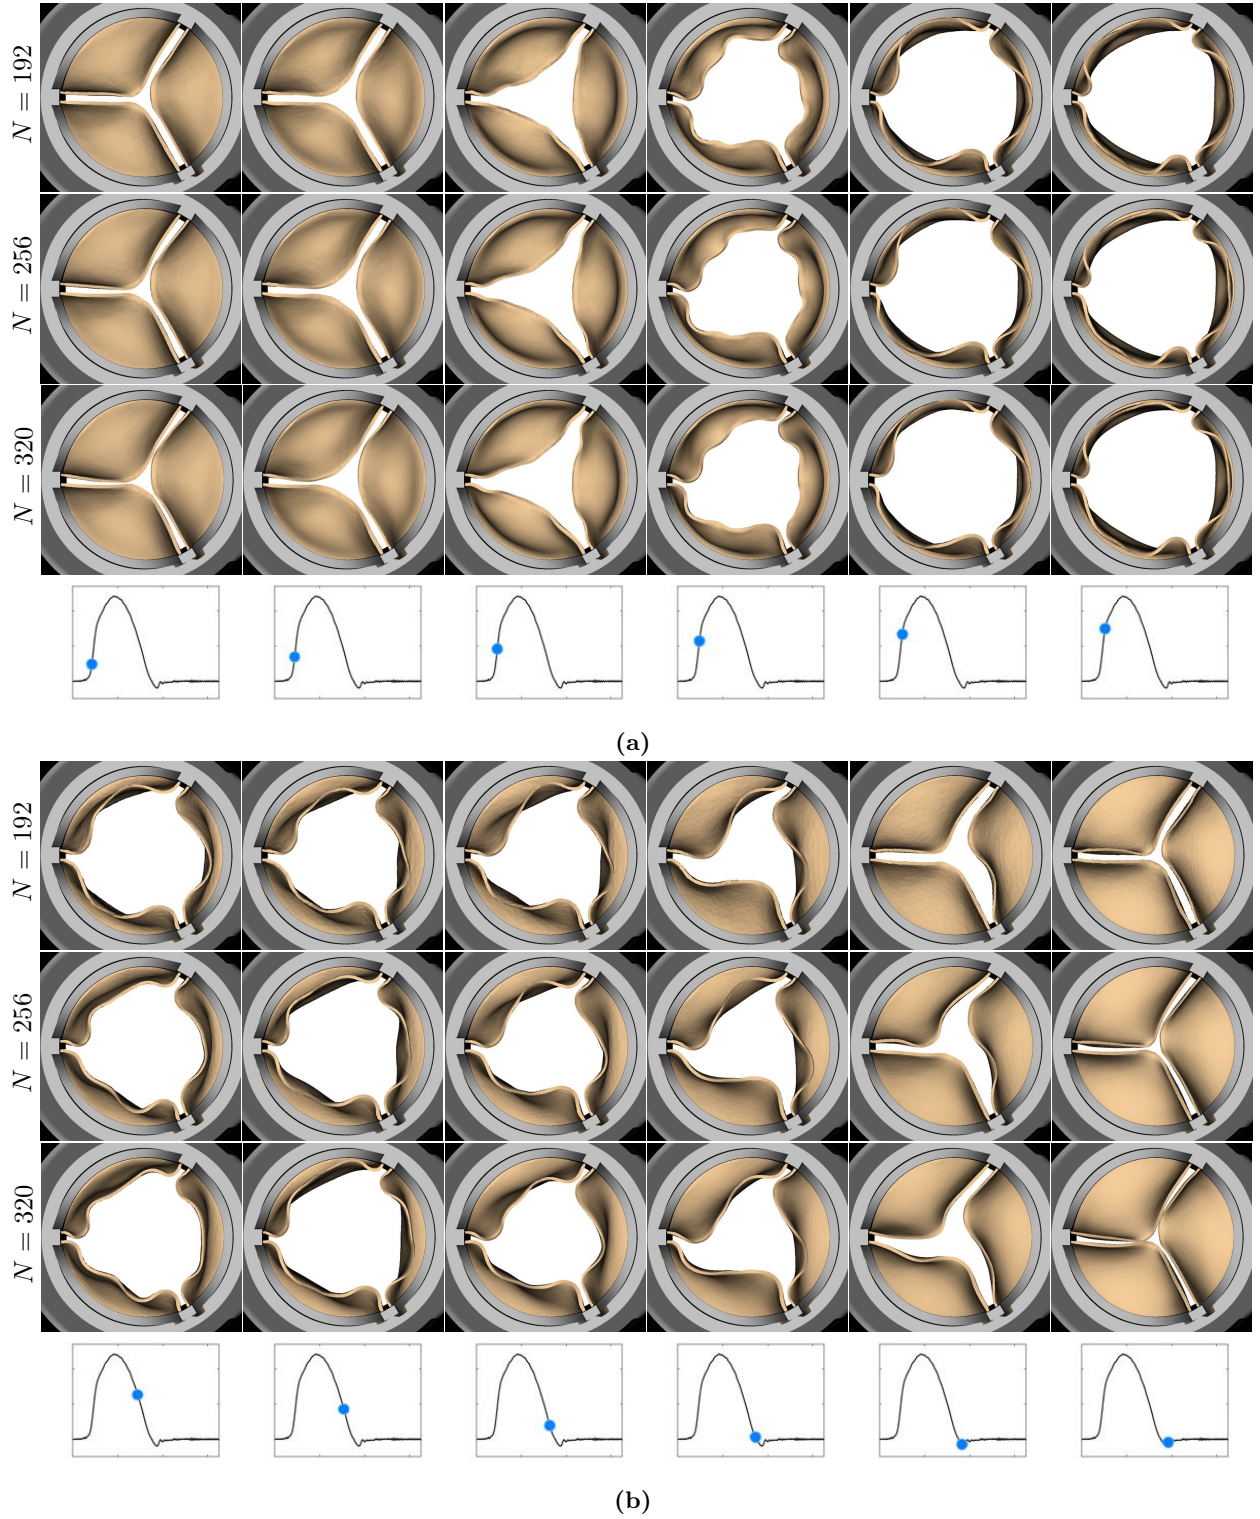 N = 192
N = 256
N = 320
(a)
N = 192
N = 256
N = 320
(b)